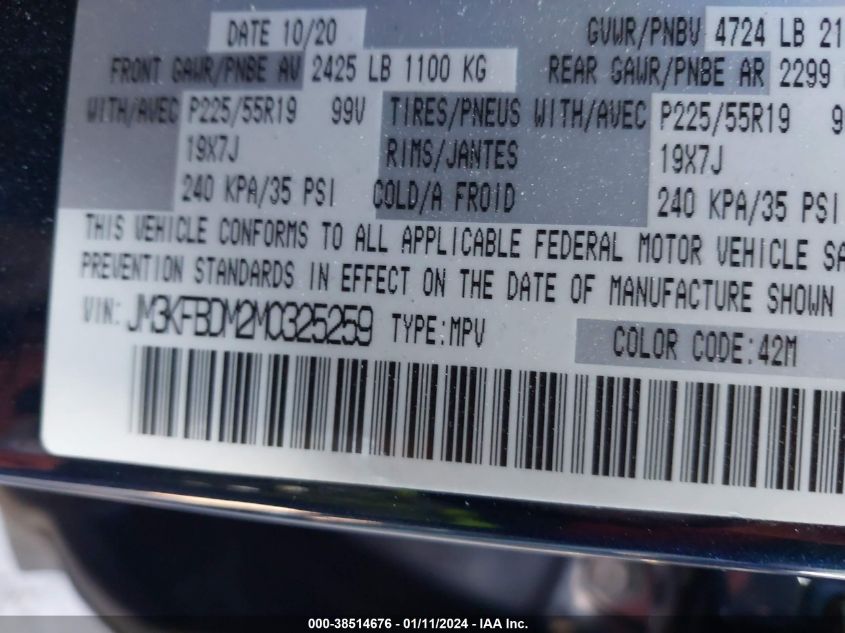 DATE 10/20 GVWR/PNBV 4724 LB 21
FRONT GAWR/PNBE AV 2425 LB 1100 KG REAR GAWR/PNBE AR 2299
WITH/AVEC P225/55R19 99V TIRES/PNEUS WITH/AVEC P225/55R19 9
19X7J RIMS/JANTES 19X7J
240 KPA/35 PSI COLD/A FROID 240 KPA/35 PSI
THIS VEHICLE CONFORMS TO ALL APPLICABLE FEDERAL MOTOR VEHICLE SA
PREVENTION STANDARDS IN EFFECT ON THE DATE OF MANUFACTURE SHOWN
VIN: JM3KFBDM2M0325259 TYPE:MPV COLOR CODE:42M
000-38514676 - 01/11/2024 - IAA Inc.